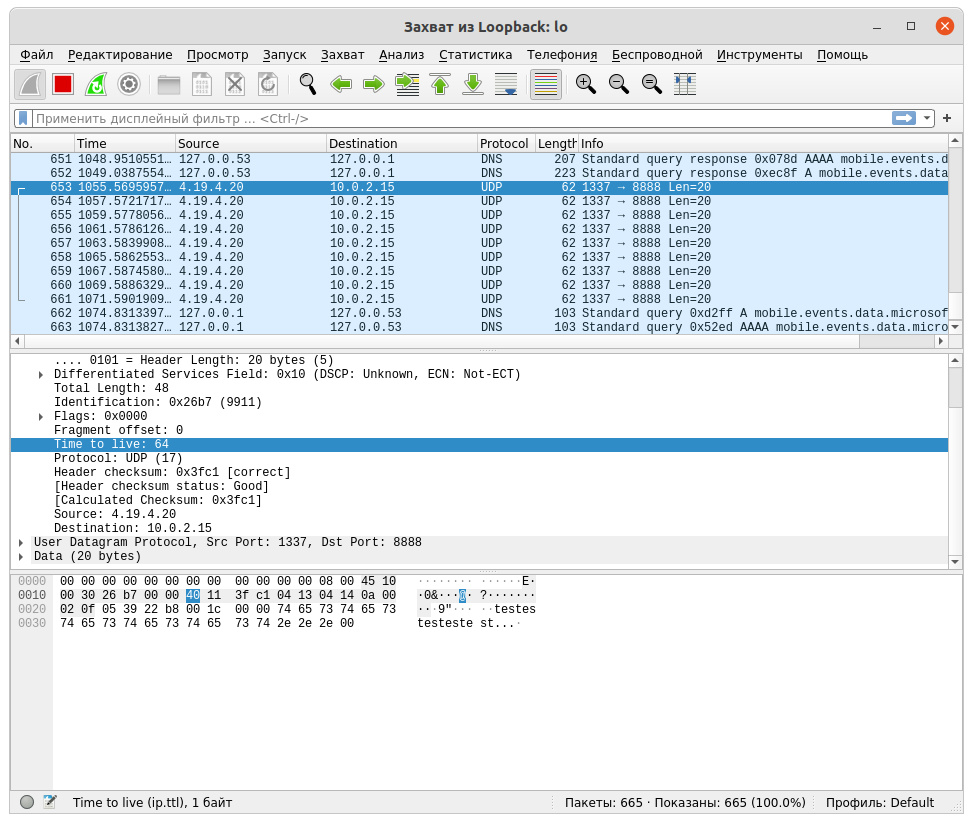 Захват из Loopback: lo
Файл Редактирование Просмотр Запуск Захват Анализ Статистика Телефония Беспроводной Инструменты Помощь
Применить дисплейный фильтр … <Ctrl-/>
No. Time Source Destination Protocol Length Info
651 1048.9510551… 127.0.0.53 127.0.0.1 DNS 207 Standard query response 0x078d AAAA mobile.events.d
652 1049.0387554… 127.0.0.53 127.0.0.1 DNS 223 Standard query response 0xec8f A mobile.events.data
653 1055.5695957… 4.19.4.20 10.0.2.15 UDP 62 1337 → 8888 Len=20
654 1057.5721717… 4.19.4.20 10.0.2.15 UDP 62 1337 → 8888 Len=20
655 1059.5778056… 4.19.4.20 10.0.2.15 UDP 62 1337 → 8888 Len=20
656 1061.5786126… 4.19.4.20 10.0.2.15 UDP 62 1337 → 8888 Len=20
657 1063.5839908… 4.19.4.20 10.0.2.15 UDP 62 1337 → 8888 Len=20
658 1065.5862553… 4.19.4.20 10.0.2.15 UDP 62 1337 → 8888 Len=20
659 1067.5874580… 4.19.4.20 10.0.2.15 UDP 62 1337 → 8888 Len=20
660 1069.5886329… 4.19.4.20 10.0.2.15 UDP 62 1337 → 8888 Len=20
661 1071.5901909… 4.19.4.20 10.0.2.15 UDP 62 1337 → 8888 Len=20
662 1074.8313397… 127.0.0.1 127.0.0.53 DNS 103 Standard query 0xd2ff A mobile.events.data.microsof
663 1074.8313827… 127.0.0.1 127.0.0.53 DNS 103 Standard query 0x52ed AAAA mobile.events.data.micro
.... 0101 = Header Length: 20 bytes (5)
Differentiated Services Field: 0x10 (DSCP: Unknown, ECN: Not-ECT)
Total Length: 48
Identification: 0x26b7 (9911)
Flags: 0x0000
Fragment offset: 0
Time to live: 64
Protocol: UDP (17)
Header checksum: 0x3fc1 [correct]
[Header checksum status: Good]
[Calculated Checksum: 0x3fc1]
Source: 4.19.4.20
Destination: 10.0.2.15
User Datagram Protocol, Src Port: 1337, Dst Port: 8888
Data (20 bytes)
0000 00 00 00 00 00 00 00 00 00 00 00 00 08 00 45 10 ········ ······E·
0010 00 30 26 b7 00 00 40 11 3f c1 04 13 04 14 0a 00 ·0&···@· ?·······
0020 02 0f 05 39 22 b8 00 1c 00 00 74 65 73 74 65 73 ···9"··· ··testes
0030 74 65 73 74 65 73 74 65 73 74 2e 2e 2e 00 testeste st...·
Time to live (ip.ttl), 1 байт
Пакеты: 665 · Показаны: 665 (100.0%)
Профиль: Default